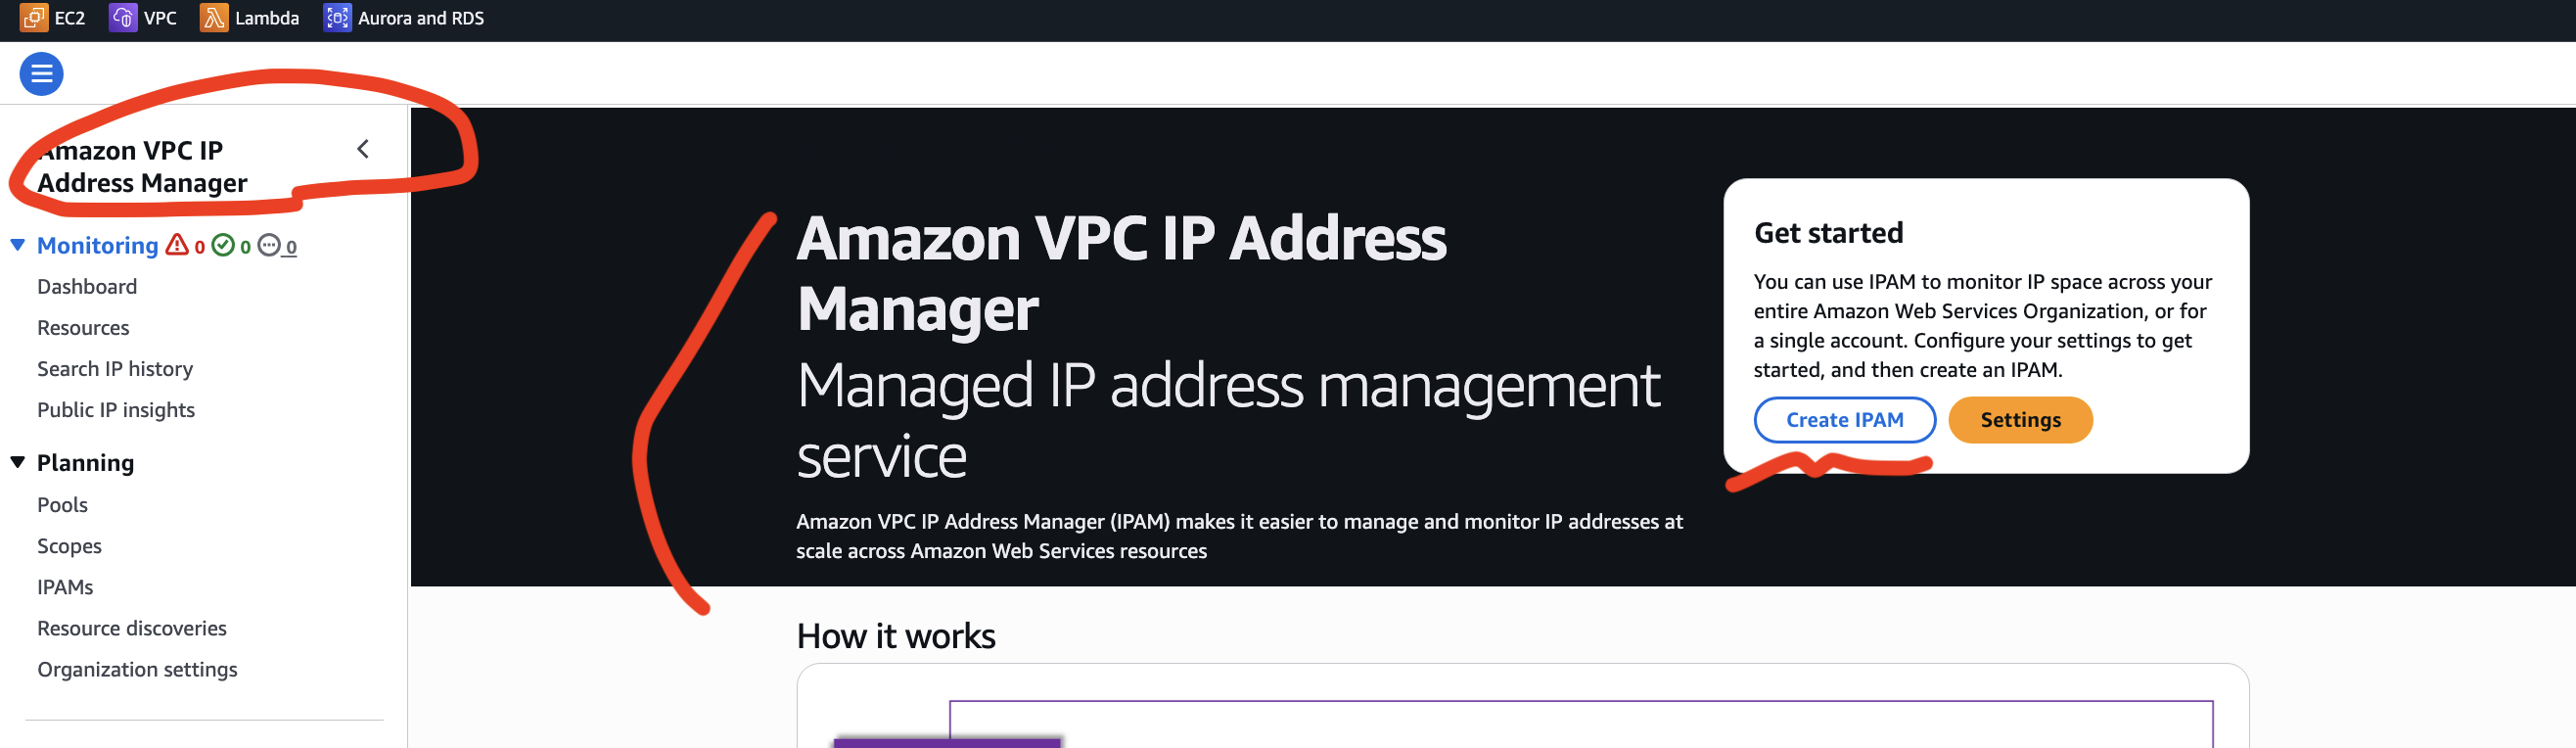 EC2 VPC Lambda Aurora and RDS
Amazon VPC IP
Address Manager
Monitoring 0 0 0
Dashboard
Resources
Search IP history
Public IP insights
Planning
Pools
Scopes
IPAMs
Resource discoveries
Organization settings
Amazon VPC IP Address
Manager
Managed IP address management
service
Amazon VPC IP Address Manager (IPAM) makes it easier to manage and monitor IP addresses at
scale across Amazon Web Services resources
Get started
You can use IPAM to monitor IP space across your
entire Amazon Web Services Organization, or for
a single account. Configure your settings to get
started, and then create an IPAM.
Create IPAM Settings
How it works